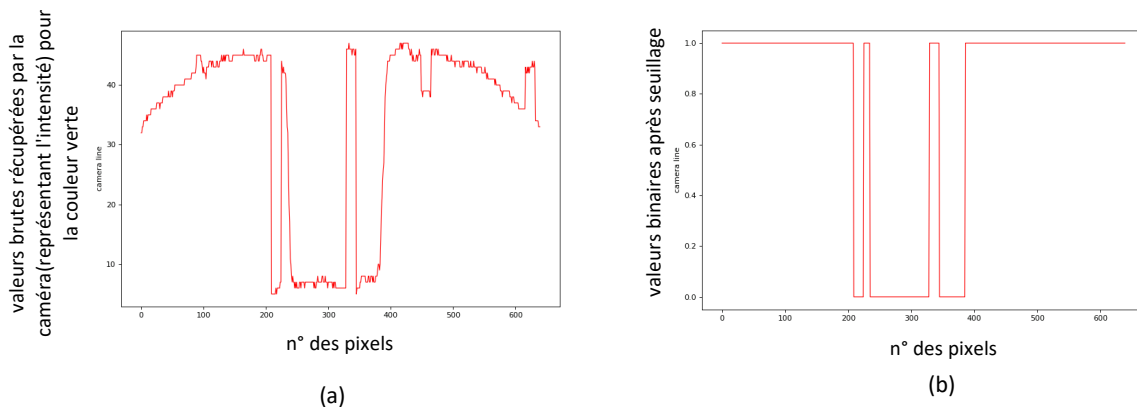 valeurs brutes récupérées par la
caméra(représentant l'intensité) pour
la couleur verte
camera line
40
30
20
10
0 100 200 300 400 500 600
n° des pixels
(a)
valeurs binaires après seuillage
camera line
1.0
0.8
0.6
0.4
0.2
0.0
0 100 200 300 400 500 600
n° des pixels
(b)